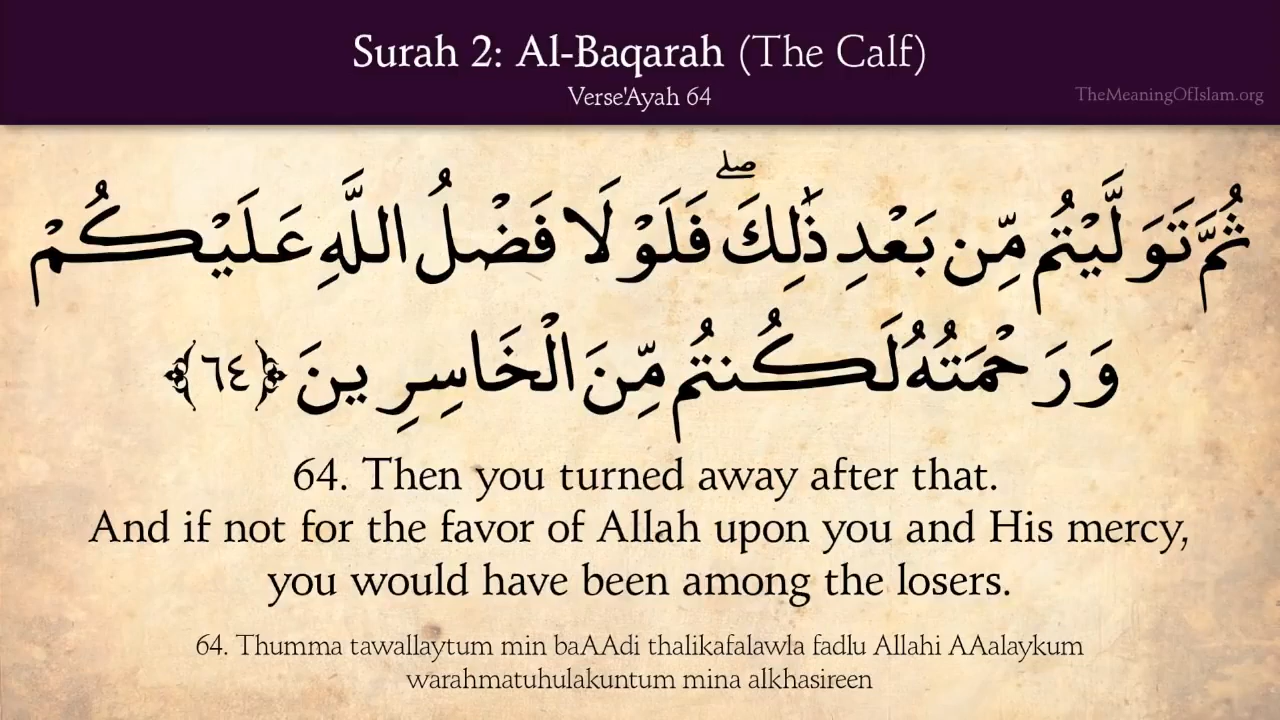 Surah 2: Al-Baqarah (The Calf)
Verse'Ayah 64
TheMeaningOfIslam.org
ثُمَّ تَوَلَّيْتُم مِّن بَعْدِ ذَٰلِكَ ۖ فَلَوْلَا فَضْلُ اللَّهِ عَلَيْكُمْ
وَرَحْمَتُهُ لَكُنتُم مِّنَ الْخَاسِرِينَ ﴿٦٤﴾
64. Then you turned away after that.
And if not for the favor of Allah upon you and His mercy,
you would have been among the losers.
64. Thumma tawallaytum min baAAdi thalikafalawla fadlu Allahi AAalaykum
warahmatuhulakuntum mina alkhasireen